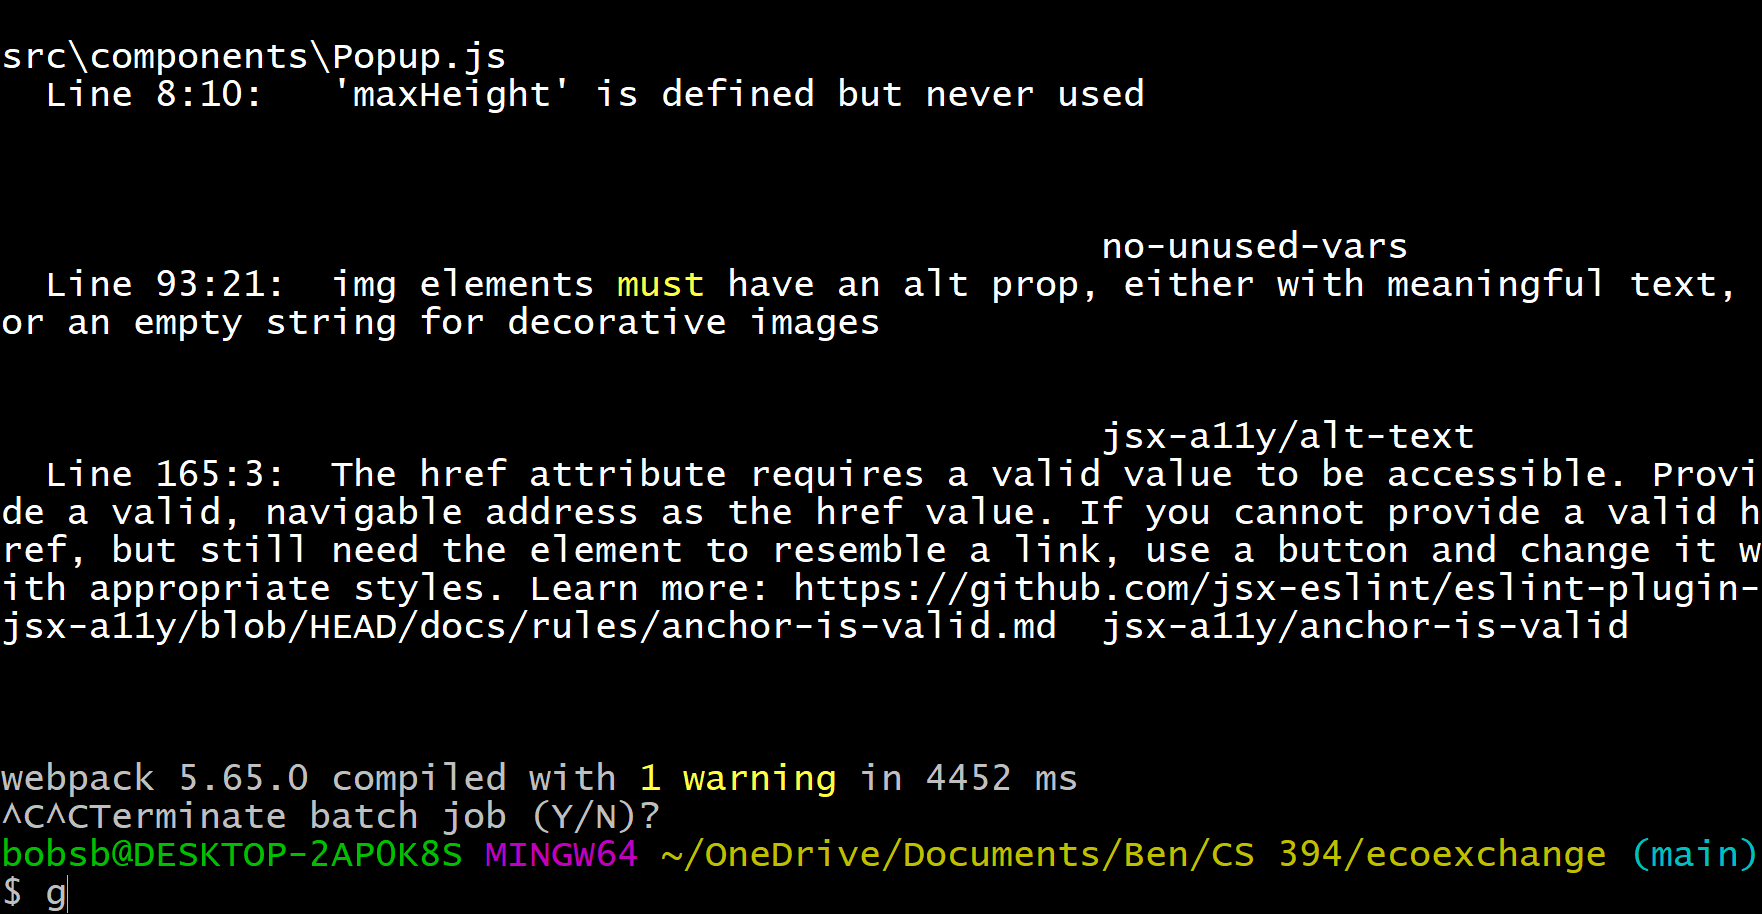 src\components\Popup.js
  Line 8:10:   'maxHeight' is defined but never used
no-unused-vars
  Line 93:21:  img elements must have an alt prop, either with meaningful text,
or an empty string for decorative images
jsx-a11y/alt-text
  Line 165:3:  The href attribute requires a valid value to be accessible. Provi
de a valid, navigable address as the href value. If you cannot provide a valid h
ref, but still need the element to resemble a link, use a button and change it w
ith appropriate styles. Learn more: https://github.com/jsx-eslint/eslint-plugin-
jsx-a11y/blob/HEAD/docs/rules/anchor-is-valid.md  jsx-a11y/anchor-is-valid
webpack 5.65.0 compiled with 1 warning in 4452 ms
^C^CTerminate batch job (Y/N)?
bobsb@DESKTOP-2AP0K8S MINGW64 ~/OneDrive/Documents/Ben/CS 394/ecoexchange (main)
$ g